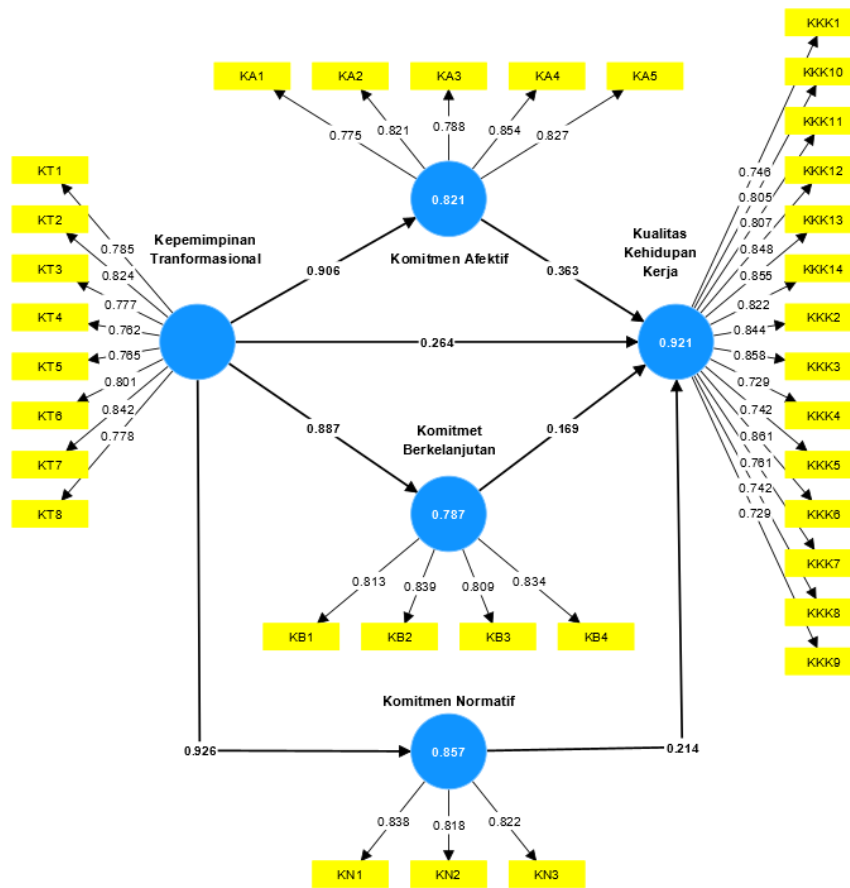 KKK1
KA1
KA2
KA3
KA4
KA5
KKK10
KKK11
0.775
0.821
0.788
0.854
0.827
KT1
0.746
KKK12
0.805
0.807
KT2
0.821
KKK13
Kepemimpinan
Tranformasional
Kualitas
Kehidupan
Kerja
0.785
0.848
0.824
Komitmen Afektif
0.855
KT3
0.906
0.363
KKK14
0.777
0.822
KT4
0.762
0.844
KKK2
0.264
0.921
KT5
0.765
0.858
KKK3
0.801
0.729
KT6
KKK4
0.842
0.887
Komitmet
Berkelanjutan
0.169
0.742
0.778
0.861
KKK5
KT7
0.761
0.742
KT8
0.787
0.729
KKK6
KKK7
0.813
0.839
0.809
0.834
KKK8
KB1
KB2
KB3
KB4
KKK9
Komitmen Normatif
0.926
0.857
0.214
0.838
0.818
0.822
KN1
KN2
KN3